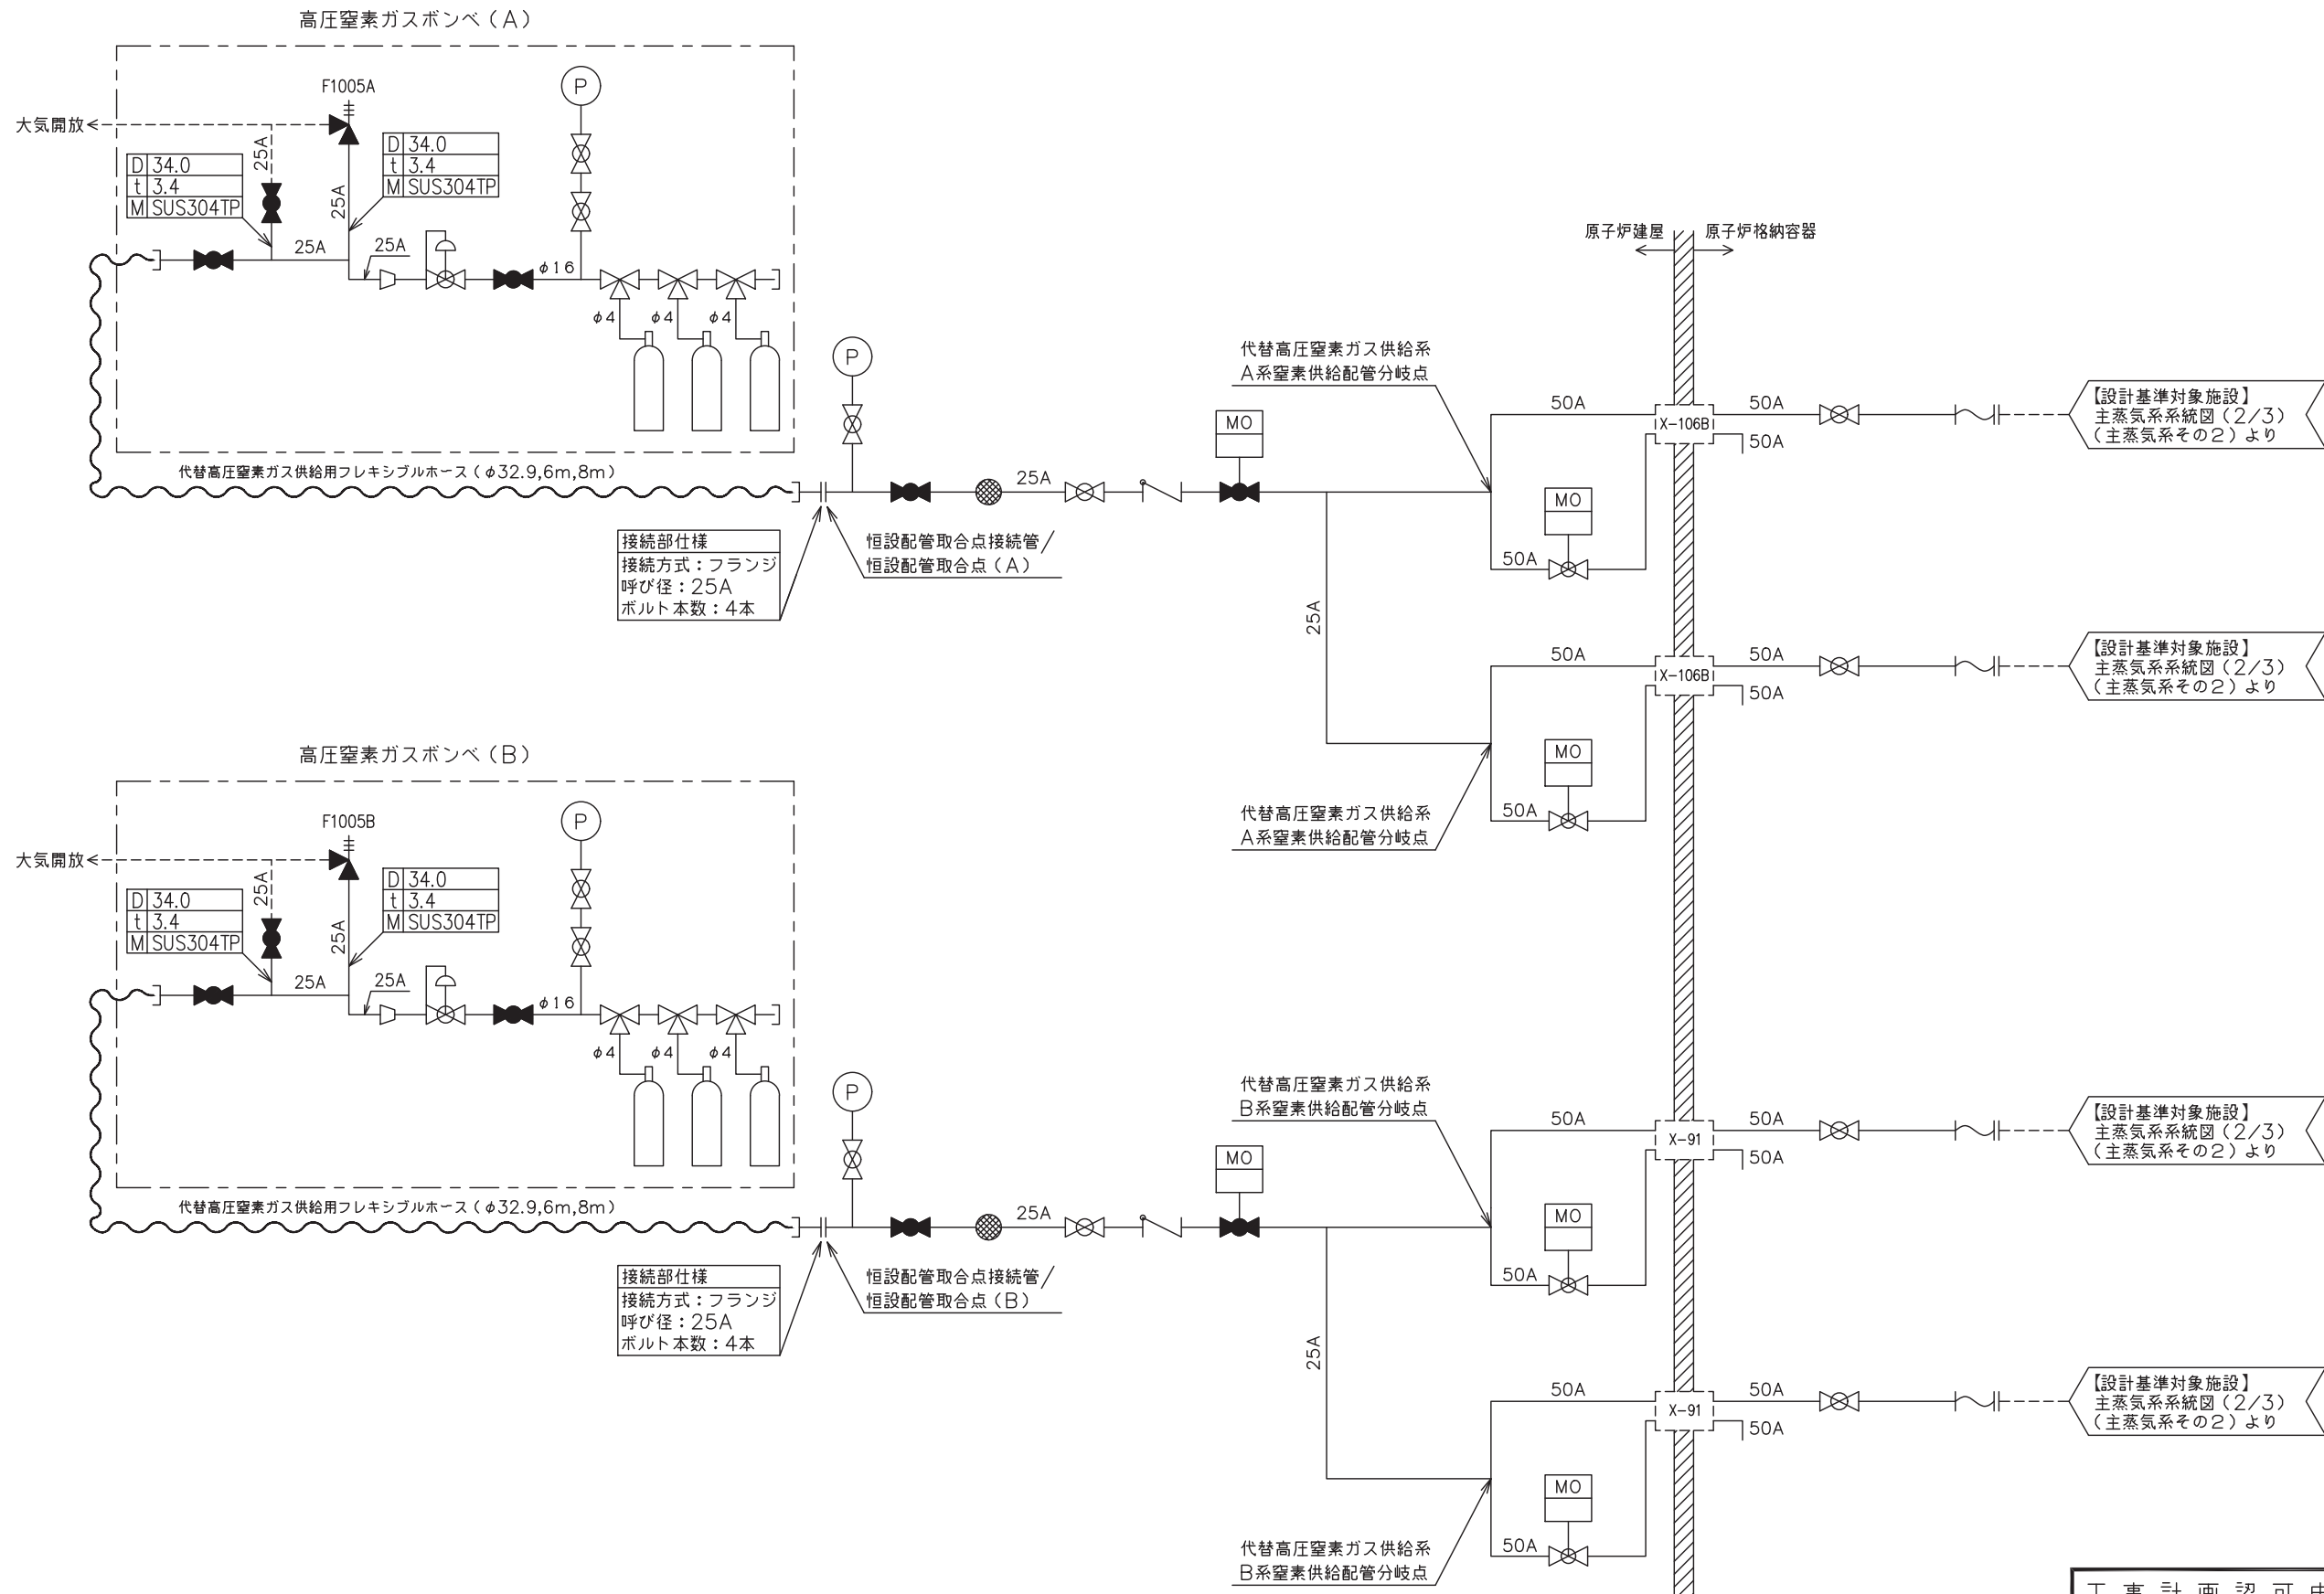 高圧窒素ガスボンベ（A）
F1005A
P
大気開放
25A
D 34.0
t 3.4
M SUS304TP
D 34.0
t 3.4
M SUS304TP
25A
25A
25A
φ16
φ4
φ4
φ4
代替高圧窒素ガス供給用フレキシブルホース（φ32.9,6m,8m）
P
25A
MO
接続部仕様
接続方式：フランジ
呼び径：25A
ボルト本数：4本
恒設配管取合点接続管／
恒設配管取合点（A）
原子炉建屋
原子炉格納容器
代替高圧窒素ガス供給系
A系窒素供給配管分岐点
50A
X-106B
50A
50A
MO
50A
【設計基準対象施設】
主蒸気系系統図（2/3）
（主蒸気系その2）より
25A
50A
X-106B
50A
50A
MO
50A
【設計基準対象施設】
主蒸気系系統図（2/3）
（主蒸気系その2）より
代替高圧窒素ガス供給系
A系窒素供給配管分岐点
高圧窒素ガスボンベ（B）
F1005B
P
大気開放
25A
D 34.0
t 3.4
M SUS304TP
D 34.0
t 3.4
M SUS304TP
25A
25A
25A
φ16
φ4
φ4
φ4
代替高圧窒素ガス供給用フレキシブルホース（φ32.9,6m,8m）
P
25A
MO
接続部仕様
接続方式：フランジ
呼び径：25A
ボルト本数：4本
恒設配管取合点接続管／
恒設配管取合点（B）
代替高圧窒素ガス供給系
B系窒素供給配管分岐点
50A
X-91
50A
50A
MO
50A
【設計基準対象施設】
主蒸気系系統図（2/3）
（主蒸気系その2）より
25A
50A
X-91
50A
50A
MO
50A
【設計基準対象施設】
主蒸気系系統図（2/3）
（主蒸気系その2）より
代替高圧窒素ガス供給系
B系窒素供給配管分岐点